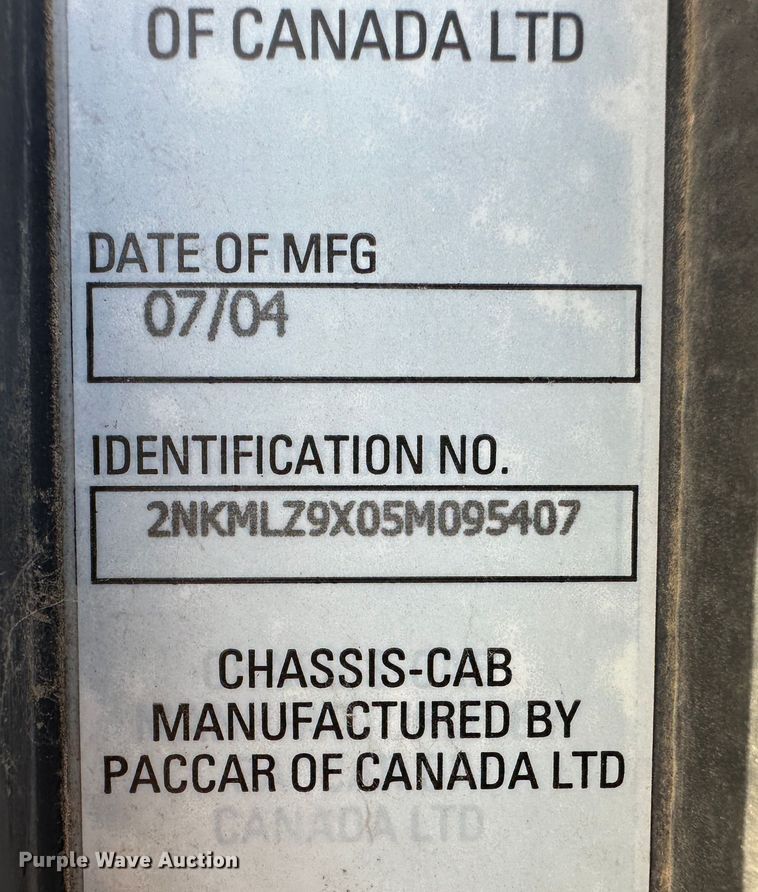 OF CANADA LTD
DATE OF MFG
07/04
IDENTIFICATION NO.
2NKMLZ9X05M095407
CHASSIS-CAB
MANUFACTURED BY
PACCAR OF CANADA LTD
CANADA LTD
Purple Wave Auction